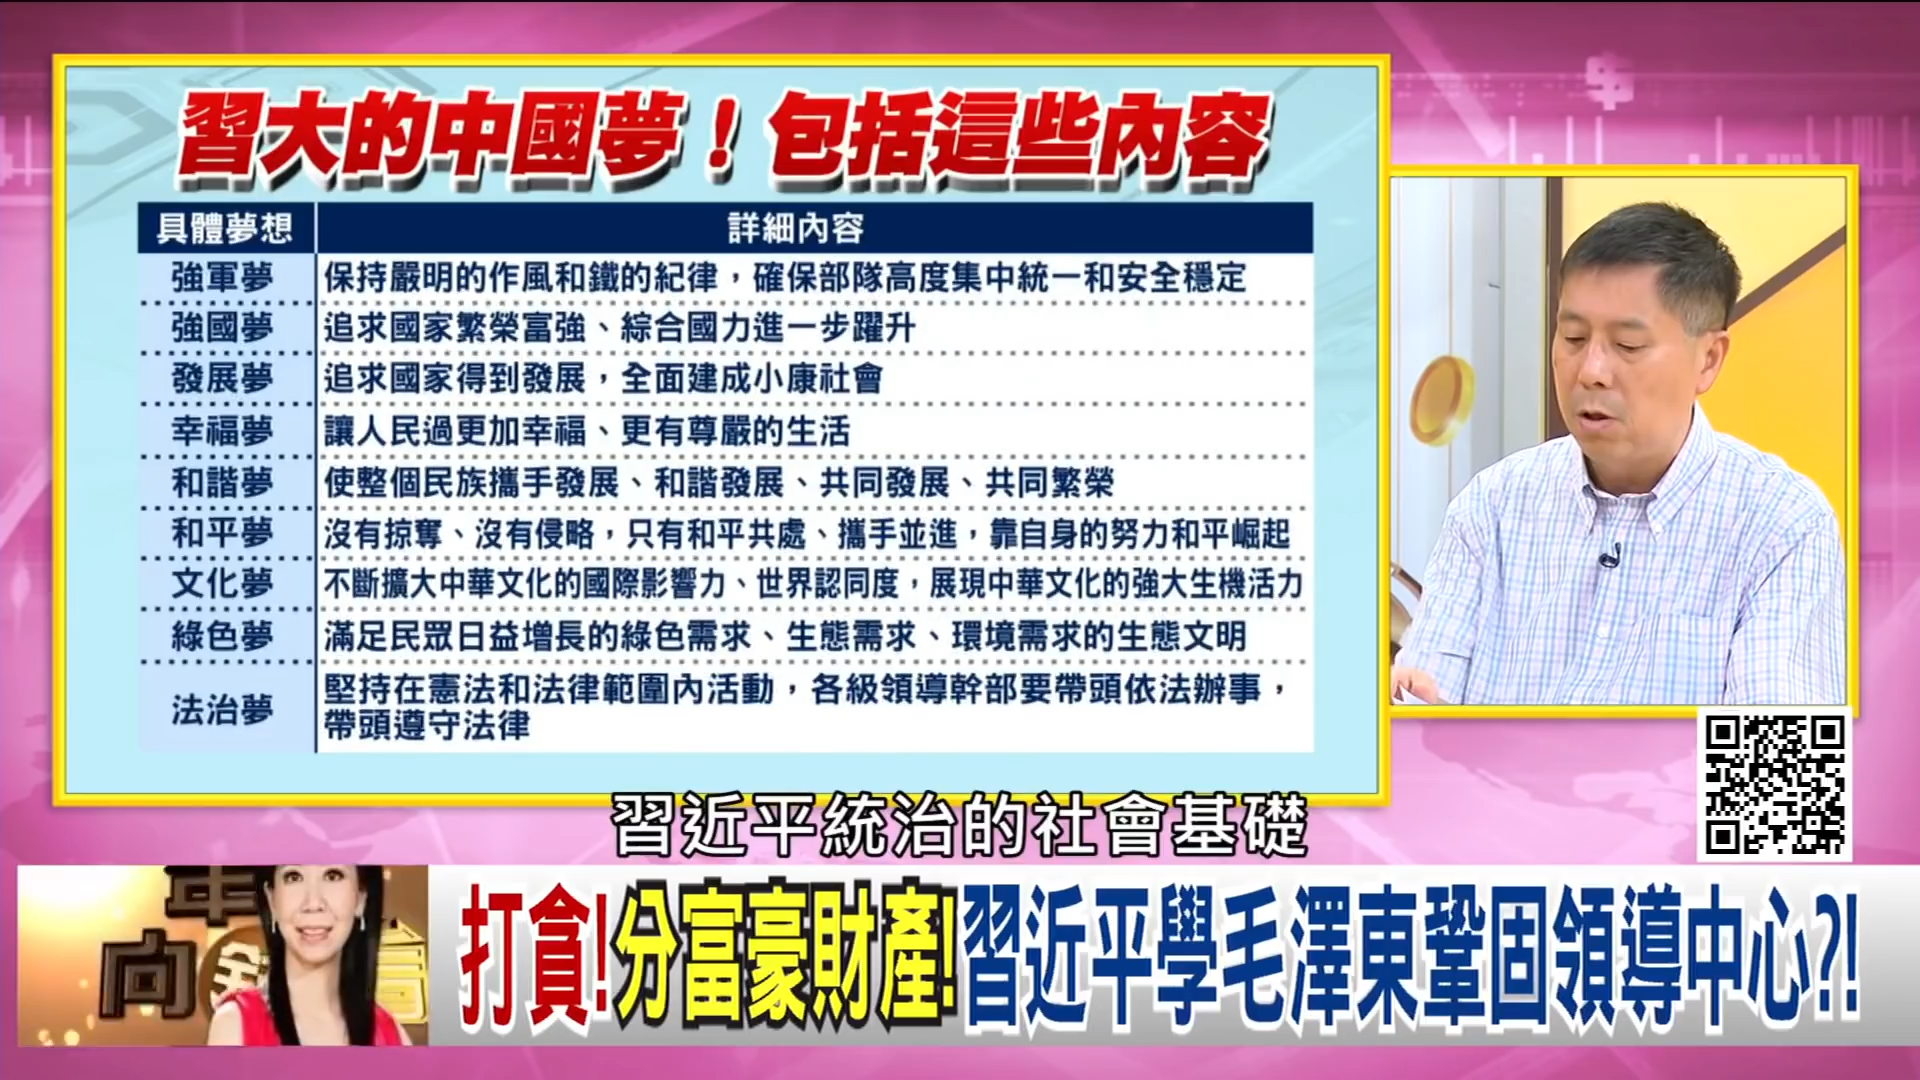 習大的中國夢！包括這些內容
具體夢想 詳細內容
強軍夢 保持嚴明的作風和鐵的紀律，確保部隊高度集中統一和安全穩定
強國夢 追求國家繁榮富強、綜合國力進一步躍升
發展夢 追求國家得到發展，全面建成小康社會
幸福夢 讓人民過更加幸福、更有尊嚴的生活
和諧夢 使整個民族攜手發展、和諧發展、共同發展、共同繁榮
和平夢 沒有掠奪、沒有侵略，只有和平共處、攜手並進，靠自身的努力和平崛起
文化夢 不斷擴大中華文化的國際影響力、世界認同度，展現中華文化的強大生機活力
綠色夢 滿足民眾日益增長的綠色需求、生態需求、環境需求的生態文明
法治夢 堅持在憲法和法律範圍內活動，各級領導幹部要帶頭依法辦事，
帶頭遵守法律
習近平統治的社會基礎
年
向
打貪!分富豪財產!習近平學毛澤東鞏固領導中心?!